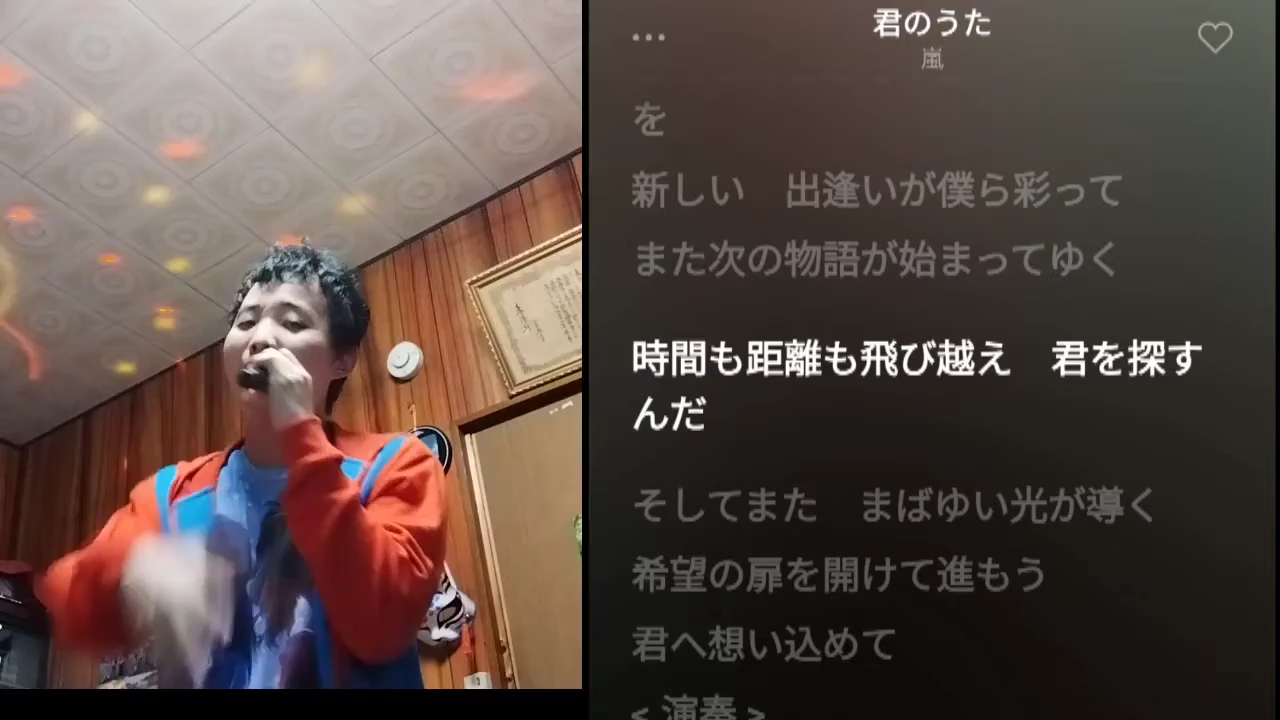 君のうた
嵐
を
新しい　出逢いが僕ら彩って
また次の物語が始まってゆく
時間も距離も飛び越え　君を探す
んだ
そしてまた　まばゆい光が導く
希望の扉を開けて進もう
君へ想い込めて
< 演奏 >